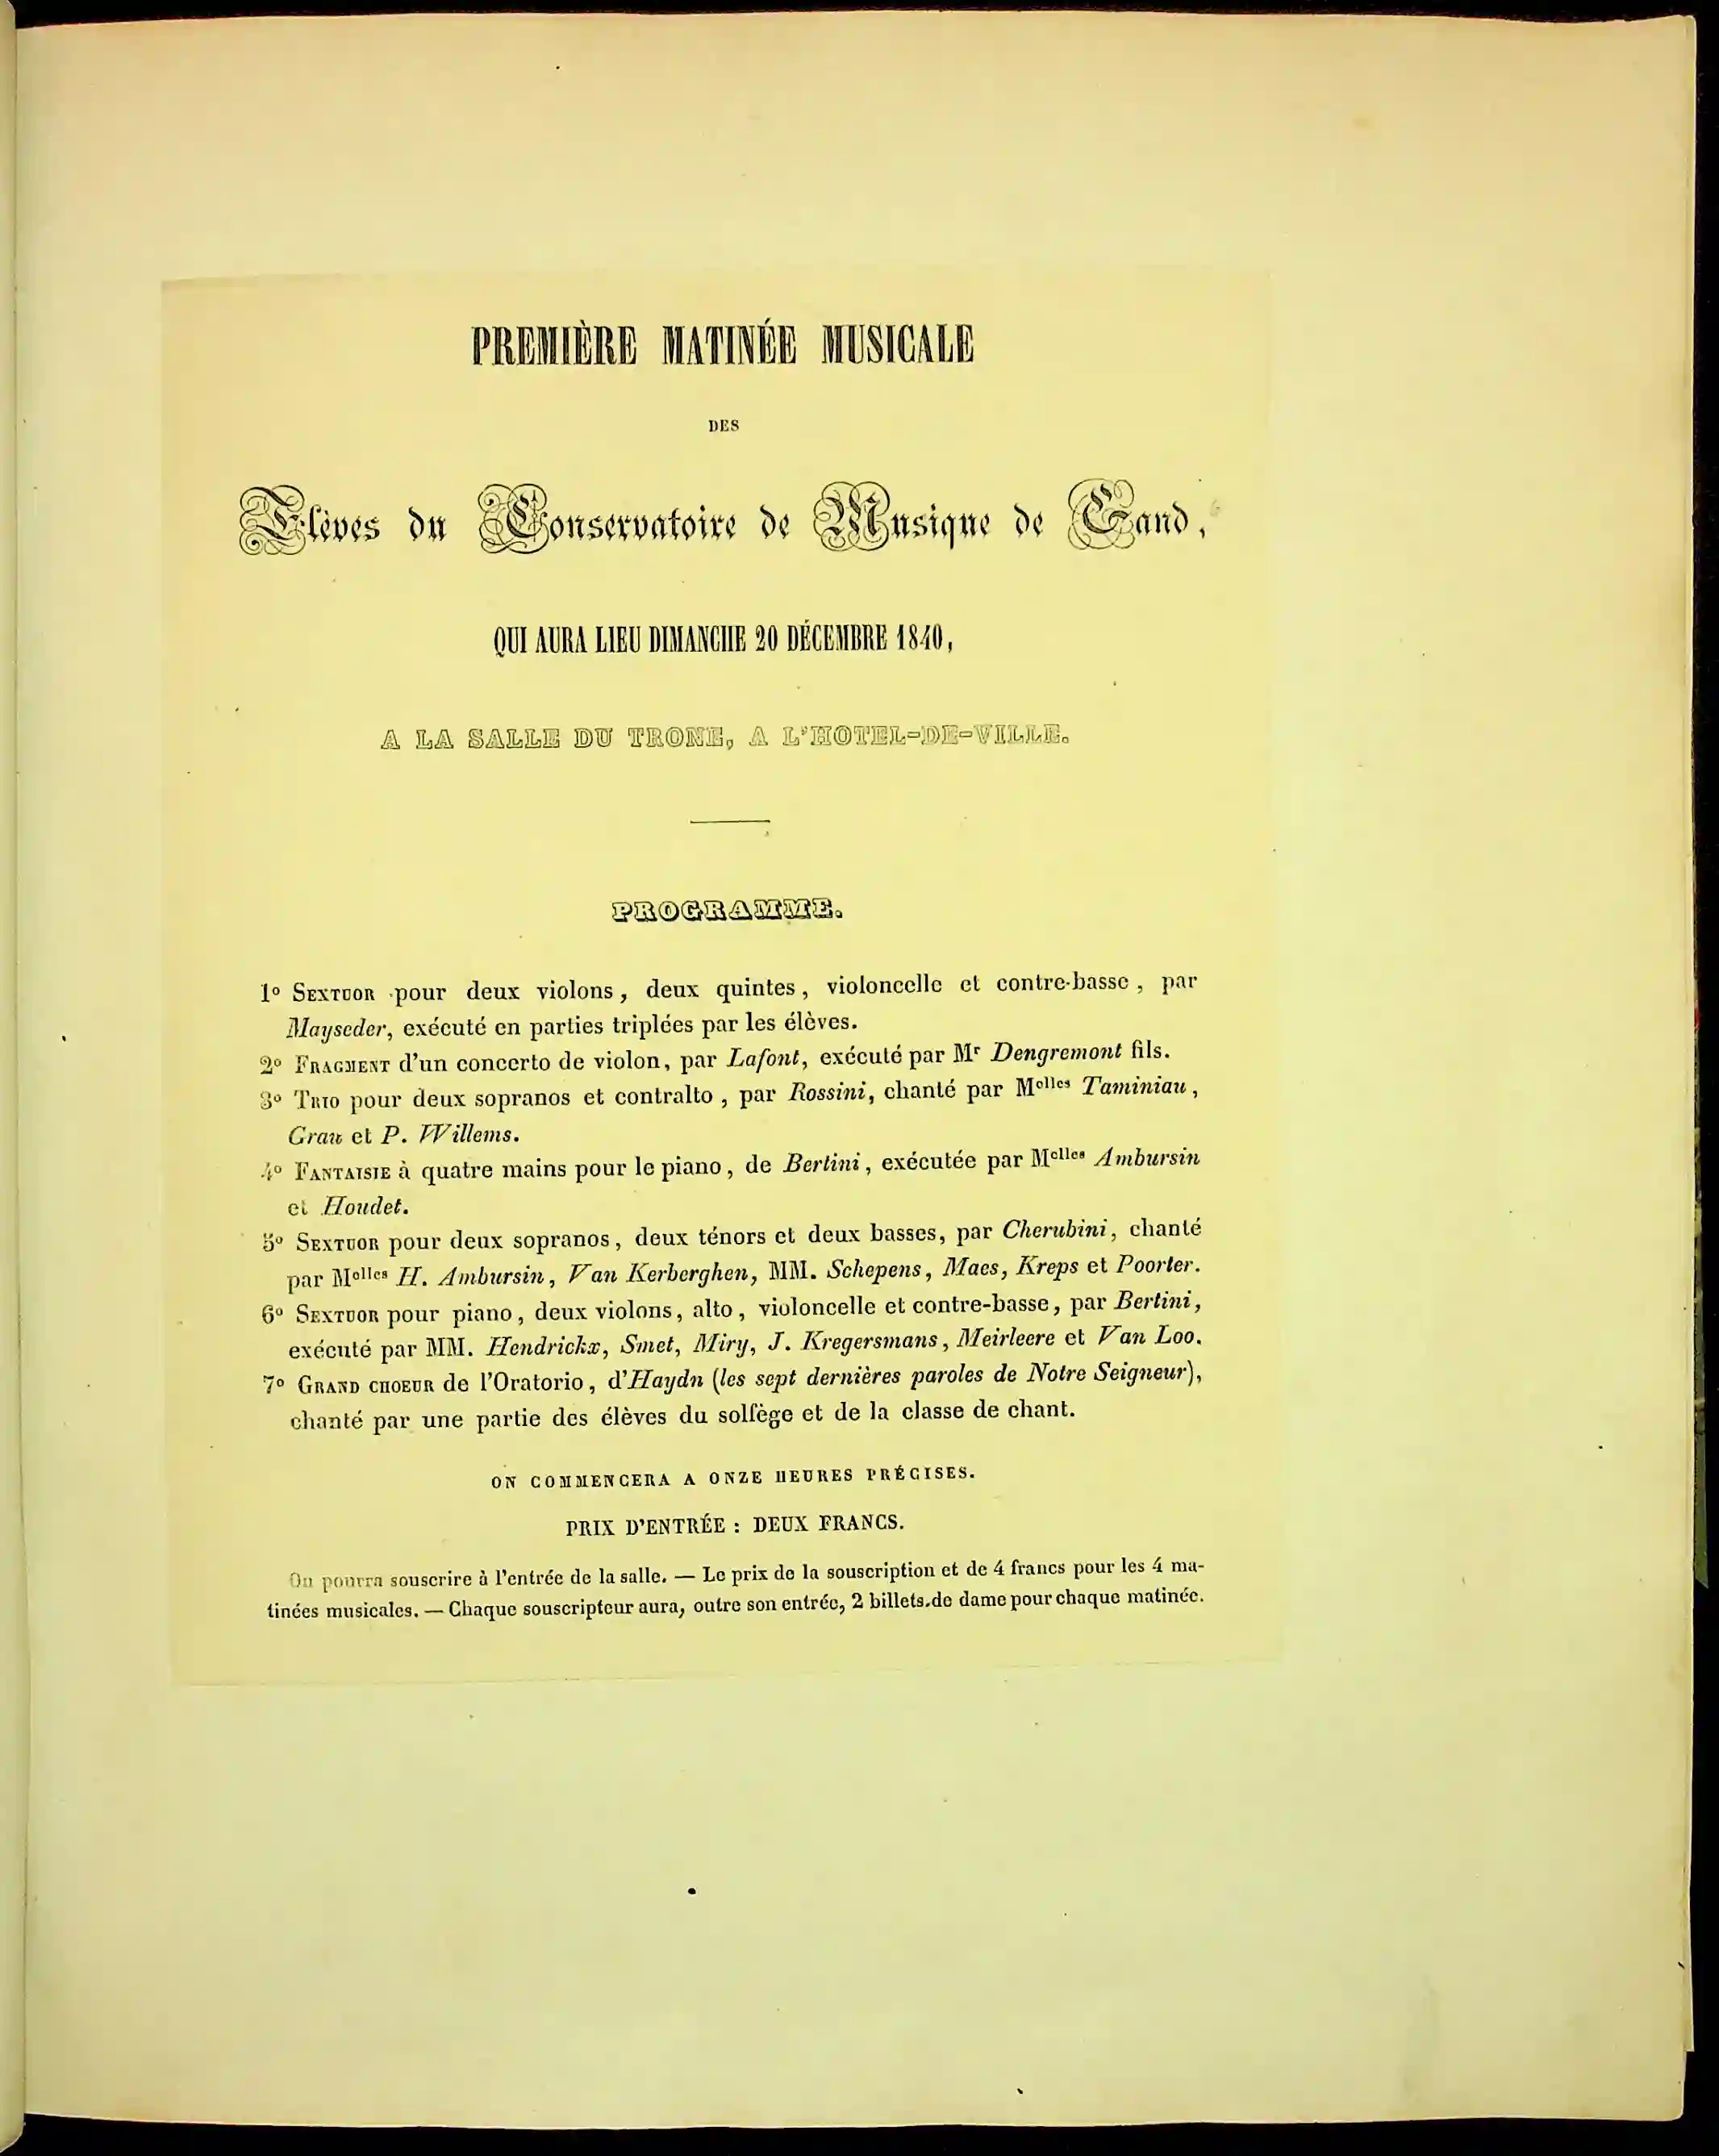 PREMIÈRE MATINÉE MUSICALE
DES
Elèves du Conservatoire de Musique de Gand,
QUI AURA LIEU DIMANCHE 20 DÉCEMBRE 1840,
A LA SALLE DU TRONE, A L'HOTEL-DE-VILLE.
PROGRAMME.
1º SEXTUOR pour deux violons, deux quintes, violoncelle et contre-basse, par
Mayseder, exécuté en parties triplées par les élèves.
2º FRAGMENT d'un concerto de violon, par Lafont, exécuté par Mr Dengremont fils.
3º TRIO pour deux sopranos et contralto, par Rossini, chanté par Melles Taminiau,
Grau et P. Willems.
4º FANTAISIE à quatre mains pour le piano, de Bertini, exécutée par Melles Ambursin
et Houdet.
5º SEXTUOR pour deux sopranos, deux ténors et deux basses, par Cherubini, chanté
par Melles H. Ambursin, Van Kerberghen, MM. Schepens, Maes, Kreps et Poorter.
6º SEXTUOR pour piano, deux violons, alto, violoncelle et contre-basse, par Bertini,
exécuté par MM. Hendrickx, Smet, Miry, J. Kregersmans, Meirleere et Van Loo.
7º GRAND CHOEUR de l'Oratorio, d'Haydn (les sept dernières paroles de Notre Seigneur),
chanté par une partie des élèves du solfège et de la classe de chant.
ON COMMENCERA A ONZE HEURES PRÉCISES.
PRIX D'ENTRÉE : DEUX FRANCS.
On pourra souscrire à l'entrée de la salle. — Le prix de la souscription et de 4 francs pour les 4 ma-
tinées musicales. — Chaque souscripteur aura, outre son entrée, 2 billets de dame pour chaque matinée.